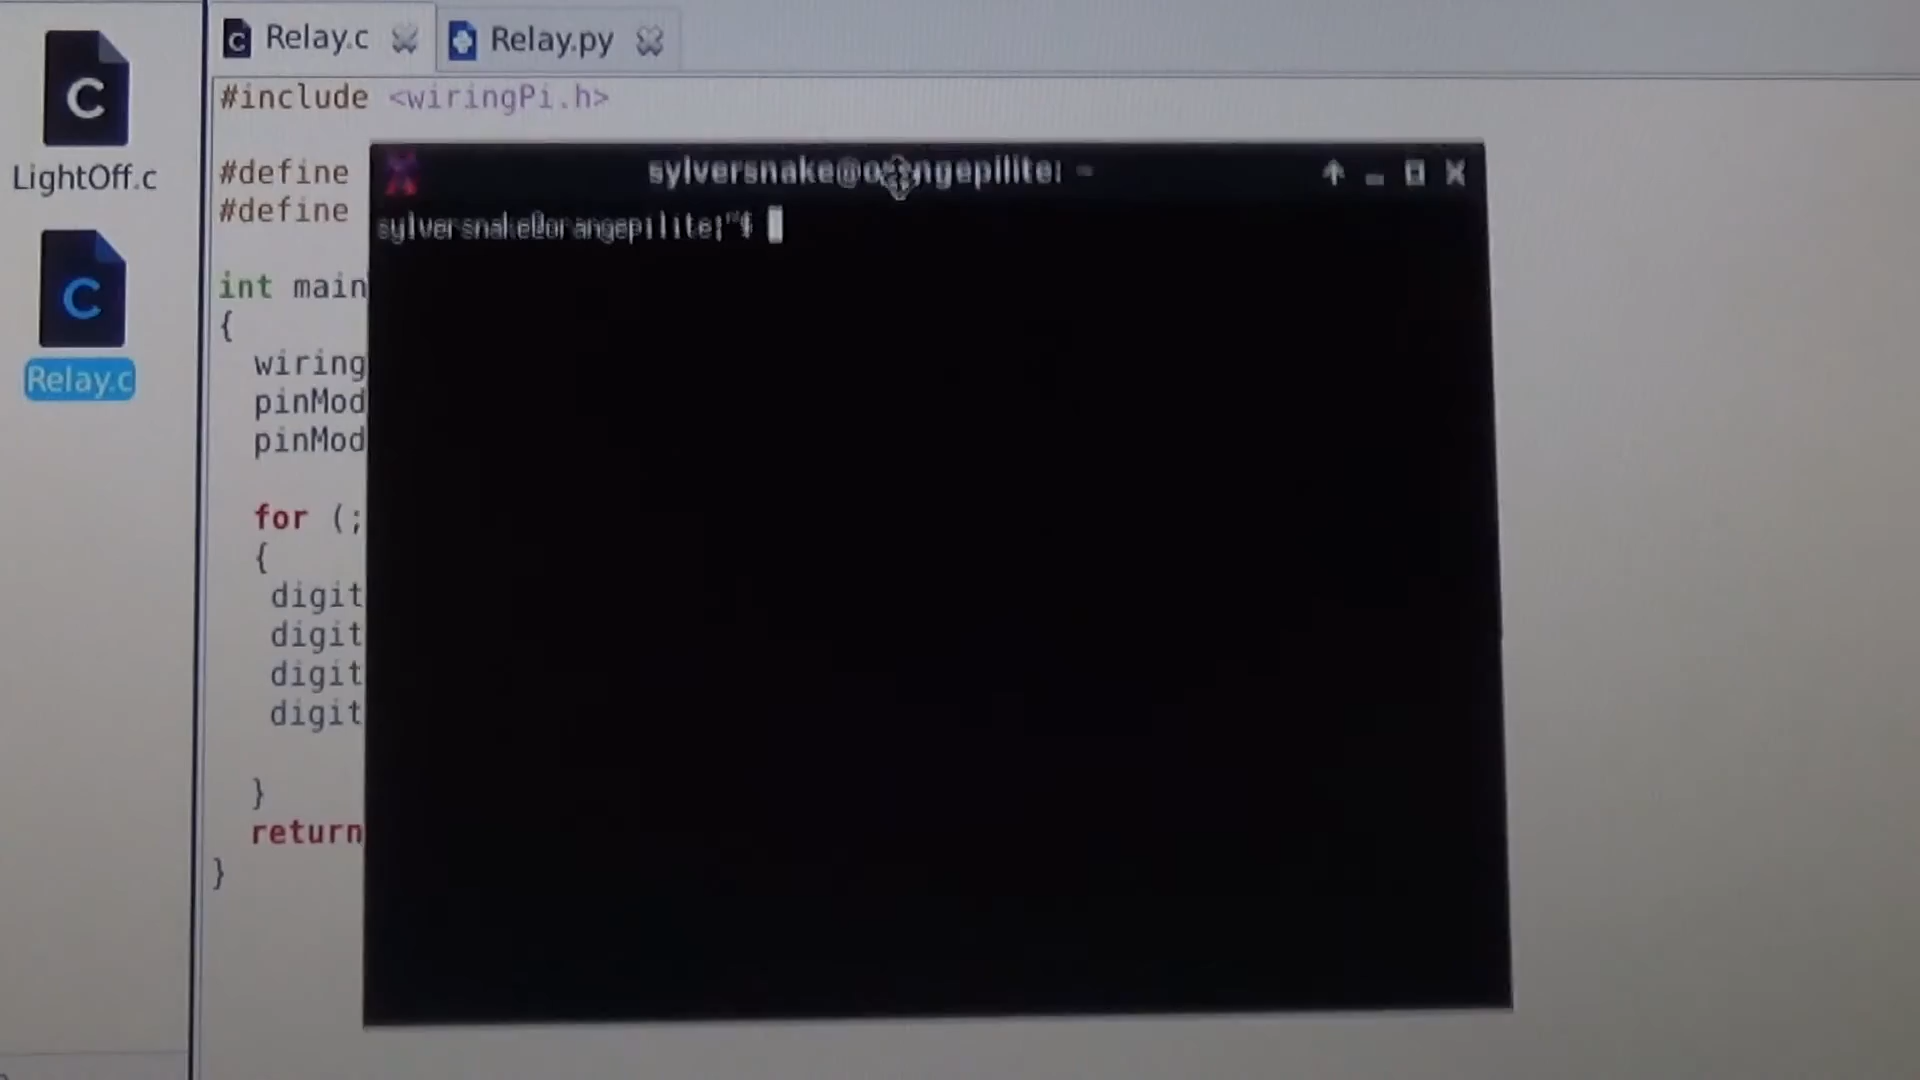 LightOff.c
Relay.c
Relay.c
Relay.py
#include <wiringPi.h>
#define
#define
int main
{
wiring
pinMod
pinMod
for (;
{
digit
digit
digit
digit
}
return
}
sylversnake@orangepilite: ~
sylversnake@orangepilite:~$